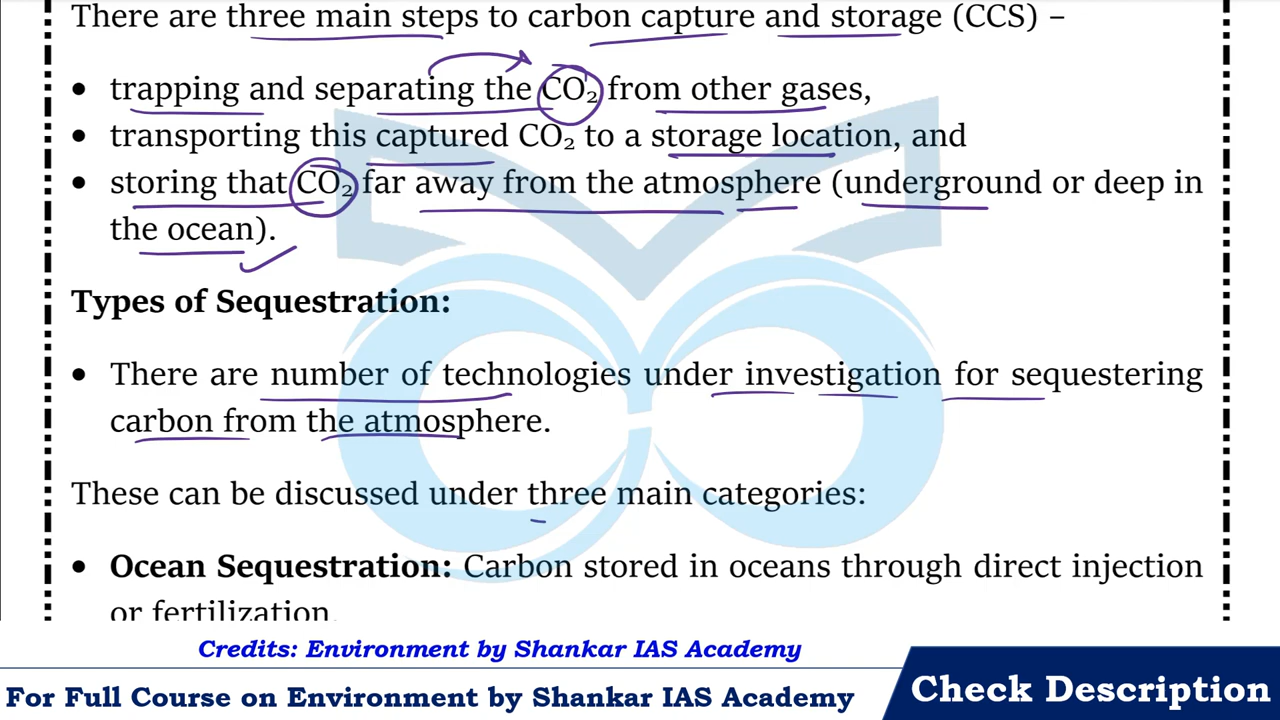 There are three main steps to carbon capture and storage (CCS) –
• trapping and separating the CO₂ from other gases,
• transporting this captured CO₂ to a storage location, and
• storing that CO₂ far away from the atmosphere (underground or deep in
the ocean).
Types of Sequestration:
• There are number of technologies under investigation for sequestering
carbon from the atmosphere.
These can be discussed under three main categories:
• Ocean Sequestration: Carbon stored in oceans through direct injection
or fertilization.
Credits: Environment by Shankar IAS Academy
For Full Course on Environment by Shankar IAS Academy
Check Description